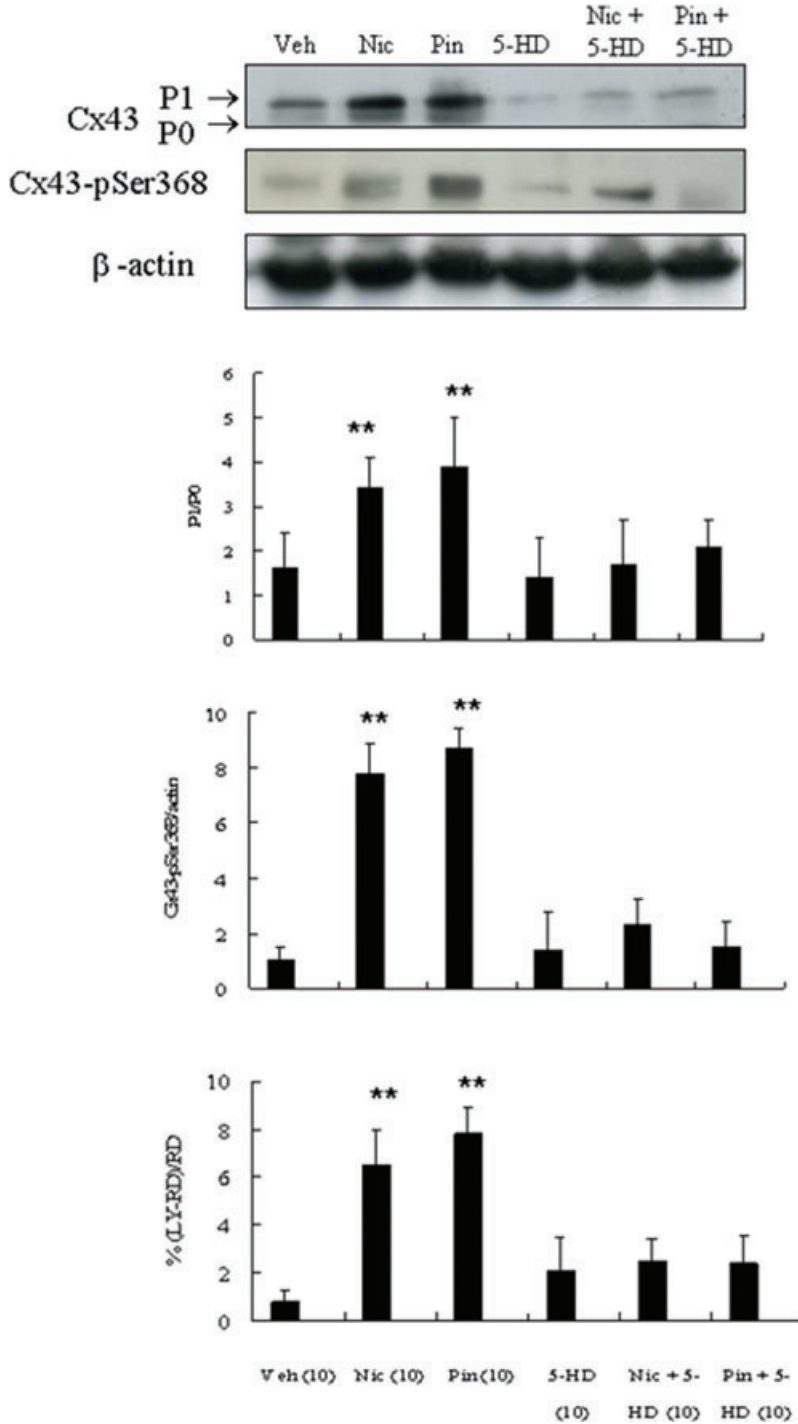 Veh Nic Pin 5-HD Nic + 5-HD Pin + 5-HD
Cx43 P1 →
P0 →
Cx43-pSer368
β -actin
6
**
**
5
4
P1/P0
3
2
1
0
10
**
**
8
6
Cx43-pSer368/actin
4
2
0
10
**
**
8
6
% (LY-RD)/RD
4
2
0
Veh (10) Nic (10) Pin (10) 5-HD (10) Nic + 5-HD (10) Pin + 5-HD (10)